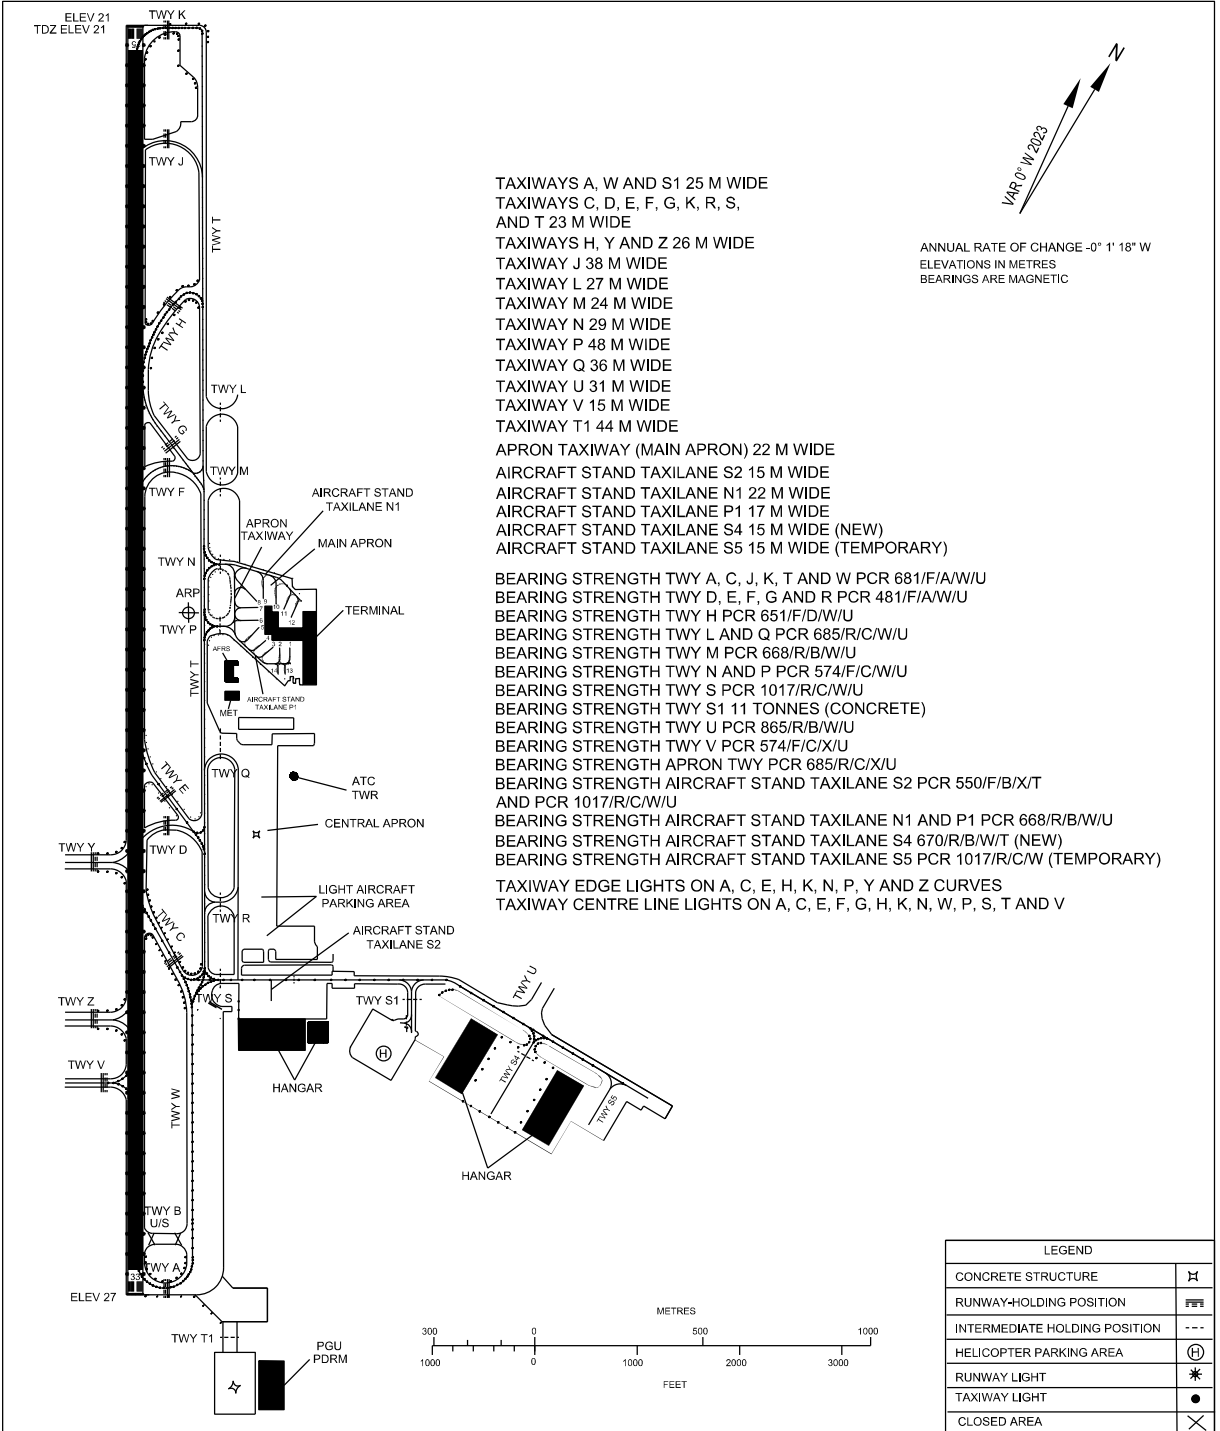 ELEV 21
TDZ ELEV 21
TWY K
15
N
VAR 0° W 2023
ANNUAL RATE OF CHANGE -0° 1' 18" W
ELEVATIONS IN METRES
BEARINGS ARE MAGNETIC
TWY J
TWY T
TWY H
TWY L
TWY G
TWY M
TWY F
TAXIWAYS A, W AND S1 25 M WIDE
TAXIWAYS C, D, E, F, G, K, R, S,
AND T 23 M WIDE
TAXIWAYS H, Y AND Z 26 M WIDE
TAXIWAY J 38 M WIDE
TAXIWAY L 27 M WIDE
TAXIWAY M 24 M WIDE
TAXIWAY N 29 M WIDE
TAXIWAY P 48 M WIDE
TAXIWAY Q 36 M WIDE
TAXIWAY U 31 M WIDE
TAXIWAY V 15 M WIDE
TAXIWAY T1 44 M WIDE
APRON TAXIWAY (MAIN APRON) 22 M WIDE
AIRCRAFT STAND TAXILANE S2 15 M WIDE
AIRCRAFT STAND TAXILANE N1 22 M WIDE
AIRCRAFT STAND TAXILANE P1 17 M WIDE
AIRCRAFT STAND TAXILANE S4 15 M WIDE (NEW)
AIRCRAFT STAND TAXILANE S5 15 M WIDE (TEMPORARY)
BEARING STRENGTH TWY A, C, J, K, T AND W PCR 681/F/A/W/U
BEARING STRENGTH TWY D, E, F, G AND R PCR 481/F/A/W/U
BEARING STRENGTH TWY H PCR 651/F/D/W/U
BEARING STRENGTH TWY L AND Q PCR 685/R/C/W/U
BEARING STRENGTH TWY M PCR 668/R/B/W/U
BEARING STRENGTH TWY N AND P PCR 574/F/C/W/U
BEARING STRENGTH TWY S PCR 1017/R/C/W/U
BEARING STRENGTH TWY S1 11 TONNES (CONCRETE)
BEARING STRENGTH TWY U PCR 865/R/B/W/U
BEARING STRENGTH TWY V PCR 574/F/C/X/U
BEARING STRENGTH APRON TWY PCR 685/R/C/X/U
BEARING STRENGTH AIRCRAFT STAND TAXILANE S2 PCR 550/F/B/X/T
AND PCR 1017/R/C/W/U
BEARING STRENGTH AIRCRAFT STAND TAXILANE N1 AND P1 PCR 668/R/B/W/U
BEARING STRENGTH AIRCRAFT STAND TAXILANE S4 670/R/B/W/T (NEW)
BEARING STRENGTH AIRCRAFT STAND TAXILANE S5 PCR 1017/R/C/W (TEMPORARY)
TAXIWAY EDGE LIGHTS ON A, C, E, H, K, N, P, Y AND Z CURVES
TAXIWAY CENTRE LINE LIGHTS ON A, C, E, F, G, H, K, N, W, P, S, T AND V
AIRCRAFT STAND
TAXILANE N1
APRON
TAXIWAY
MAIN APRON
TWY N
ARP
TWY P
TERMINAL
8
9
7
10
11
6
12
5
4
3
2
1
14
13
AFRS
TWY T
MET
AIRCRAFT STAND
TAXILANE P1
TWY E
TWY Q
ATC
TWR
CENTRAL APRON
TWY Y
TWY D
LIGHT AIRCRAFT
PARKING AREA
TWY R
TWY C
AIRCRAFT STAND
TAXILANE S2
TWY Z
TWY S
TWY S1
TWY U
H
TWY V
HANGAR
TWY W
TWY S4
TWY S5
HANGAR
TWY B
U/S
TWY A
33
ELEV 27
TWY T1
PGU
PDRM
METRES
300 0 500 1000
1000 0 1000 2000 3000
FEET
LEGEND
CONCRETE STRUCTURE
RUNWAY-HOLDING POSITION
INTERMEDIATE HOLDING POSITION
HELICOPTER PARKING AREA H
RUNWAY LIGHT
TAXIWAY LIGHT
CLOSED AREA